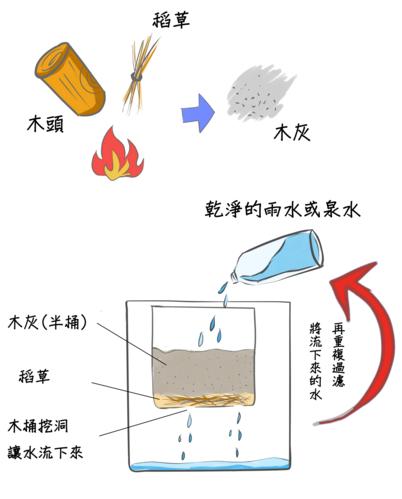 稻草
木頭
木灰
乾淨的雨水或泉水
木灰(半桶)
稻草
木桶挖洞
讓水流下來
再重複過濾
將流下來的水